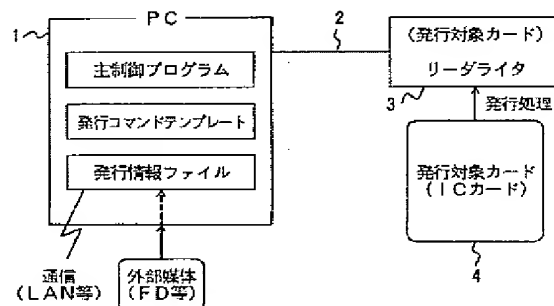 PC
1
主制御プログラム
発行コマンドテンプレート
発行情報ファイル
2
(発行対象カード)
リーダライタ
3
発行処理
発行対象カード
(ICカード)
4
通信
(LAN等)
外部媒体
(FD等)